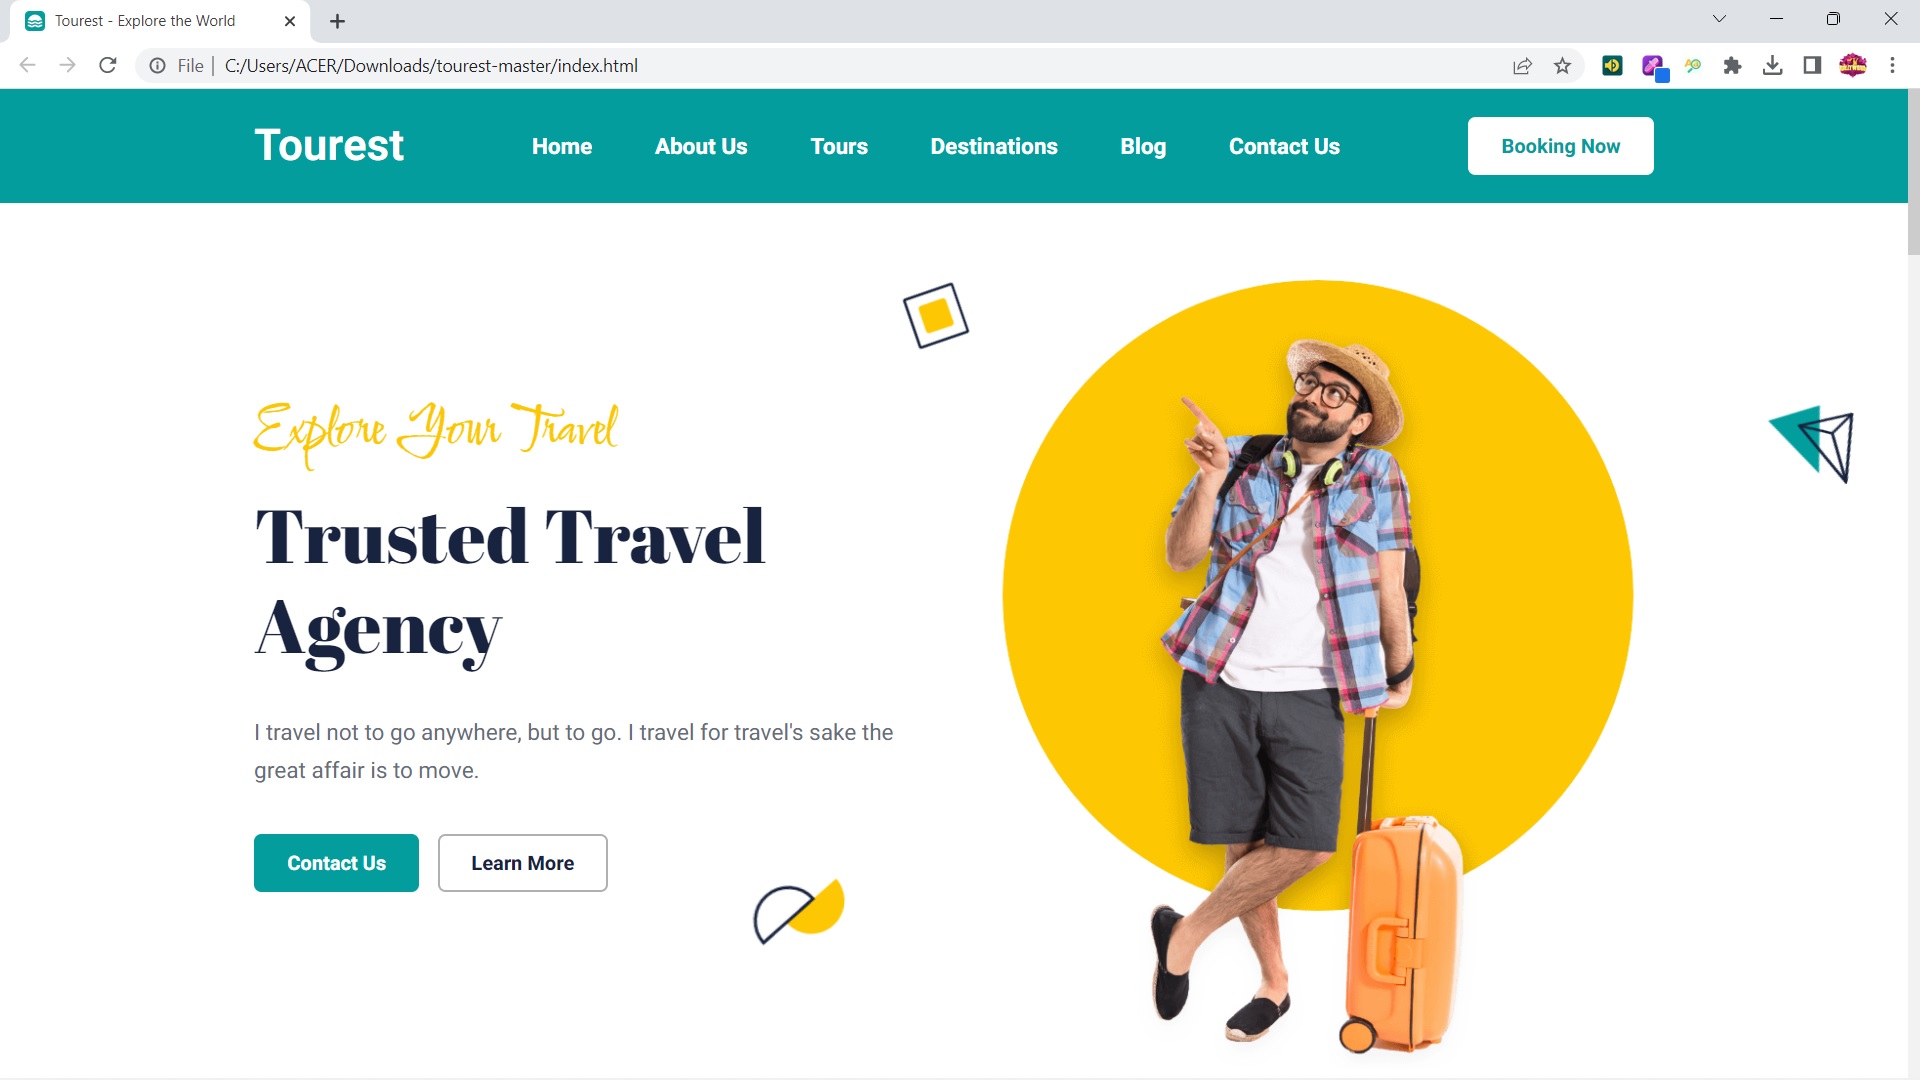 Tourest - Explore the World
File | C:/Users/ACER/Downloads/tourest-master/index.html
Tourest
Home
About Us
Tours
Destinations
Blog
Contact Us
Booking Now
Explore Your Travel
Trusted Travel
Agency
I travel not to go anywhere, but to go. I travel for travel's sake the
great affair is to move.
Contact Us
Learn More